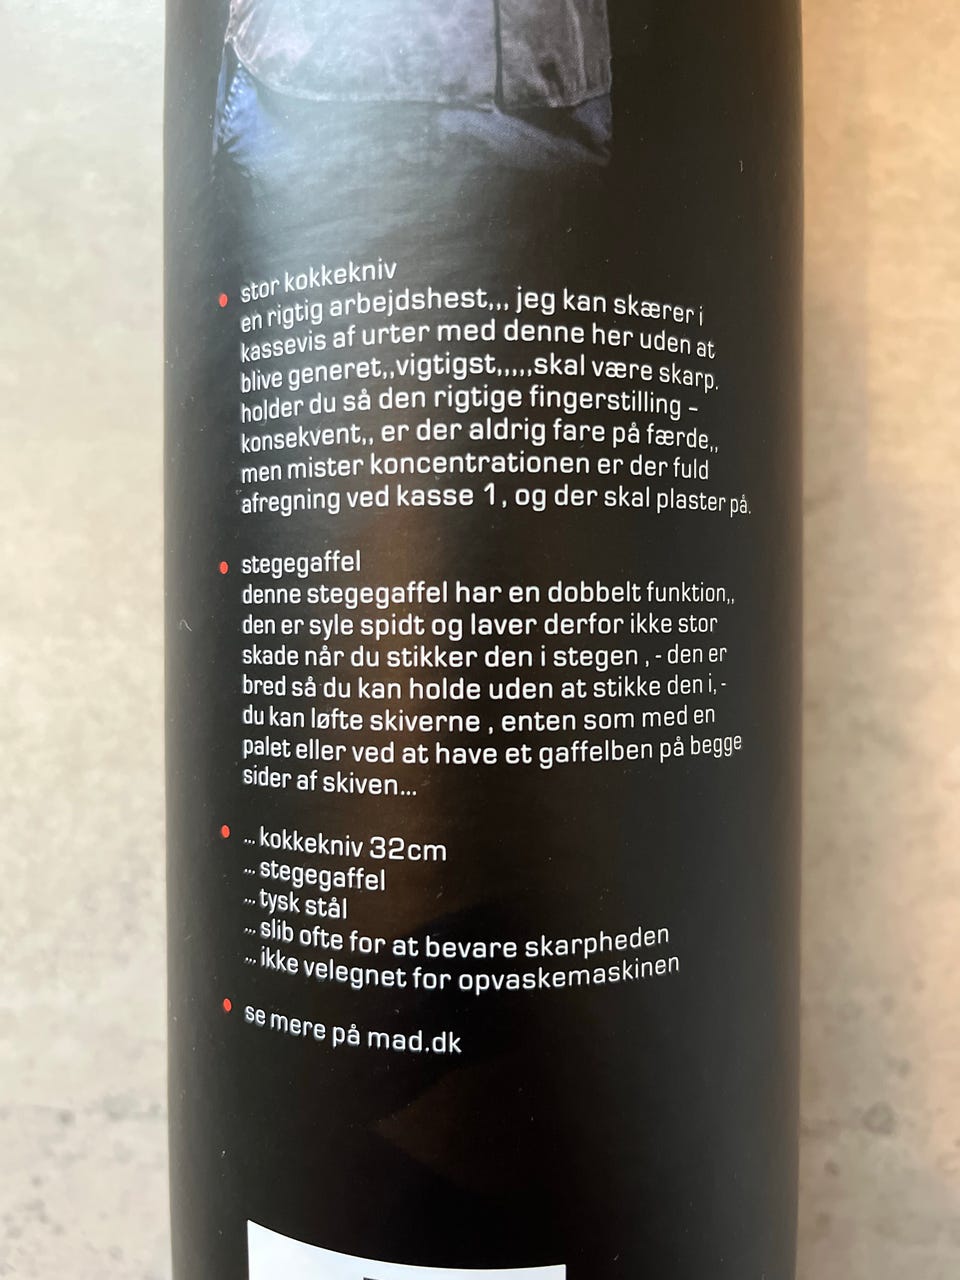 stor kokkekniv
en rigtig arbejdshest,,, jeg kan skærer i
kassevis af urter med denne her uden at
blive generet,,vigtigst,,,,,skal være skarp.
holder du så den rigtige fingerstilling -
konsekvent,, er der aldrig fare på færde,,
men mister koncentrationen er der fuld
afregning ved kasse 1, og der skal plaster på.
stegegaffel
denne stegegaffel har en dobbelt funktion,,
den er syle spidt og laver derfor ikke stor
skade når du stikker den i stegen , - den er
bred så du kan holde uden at stikke den i, -
du kan løfte skiverne , enten som med en
palet eller ved at have et gaffelben på begge
sider af skiven...
... kokkekniv 32cm
... stegegaffel
... tysk stål
... slib ofte for at bevare skarpheden
... ikke velegnet for opvaskemaskinen
se mere på mad.dk